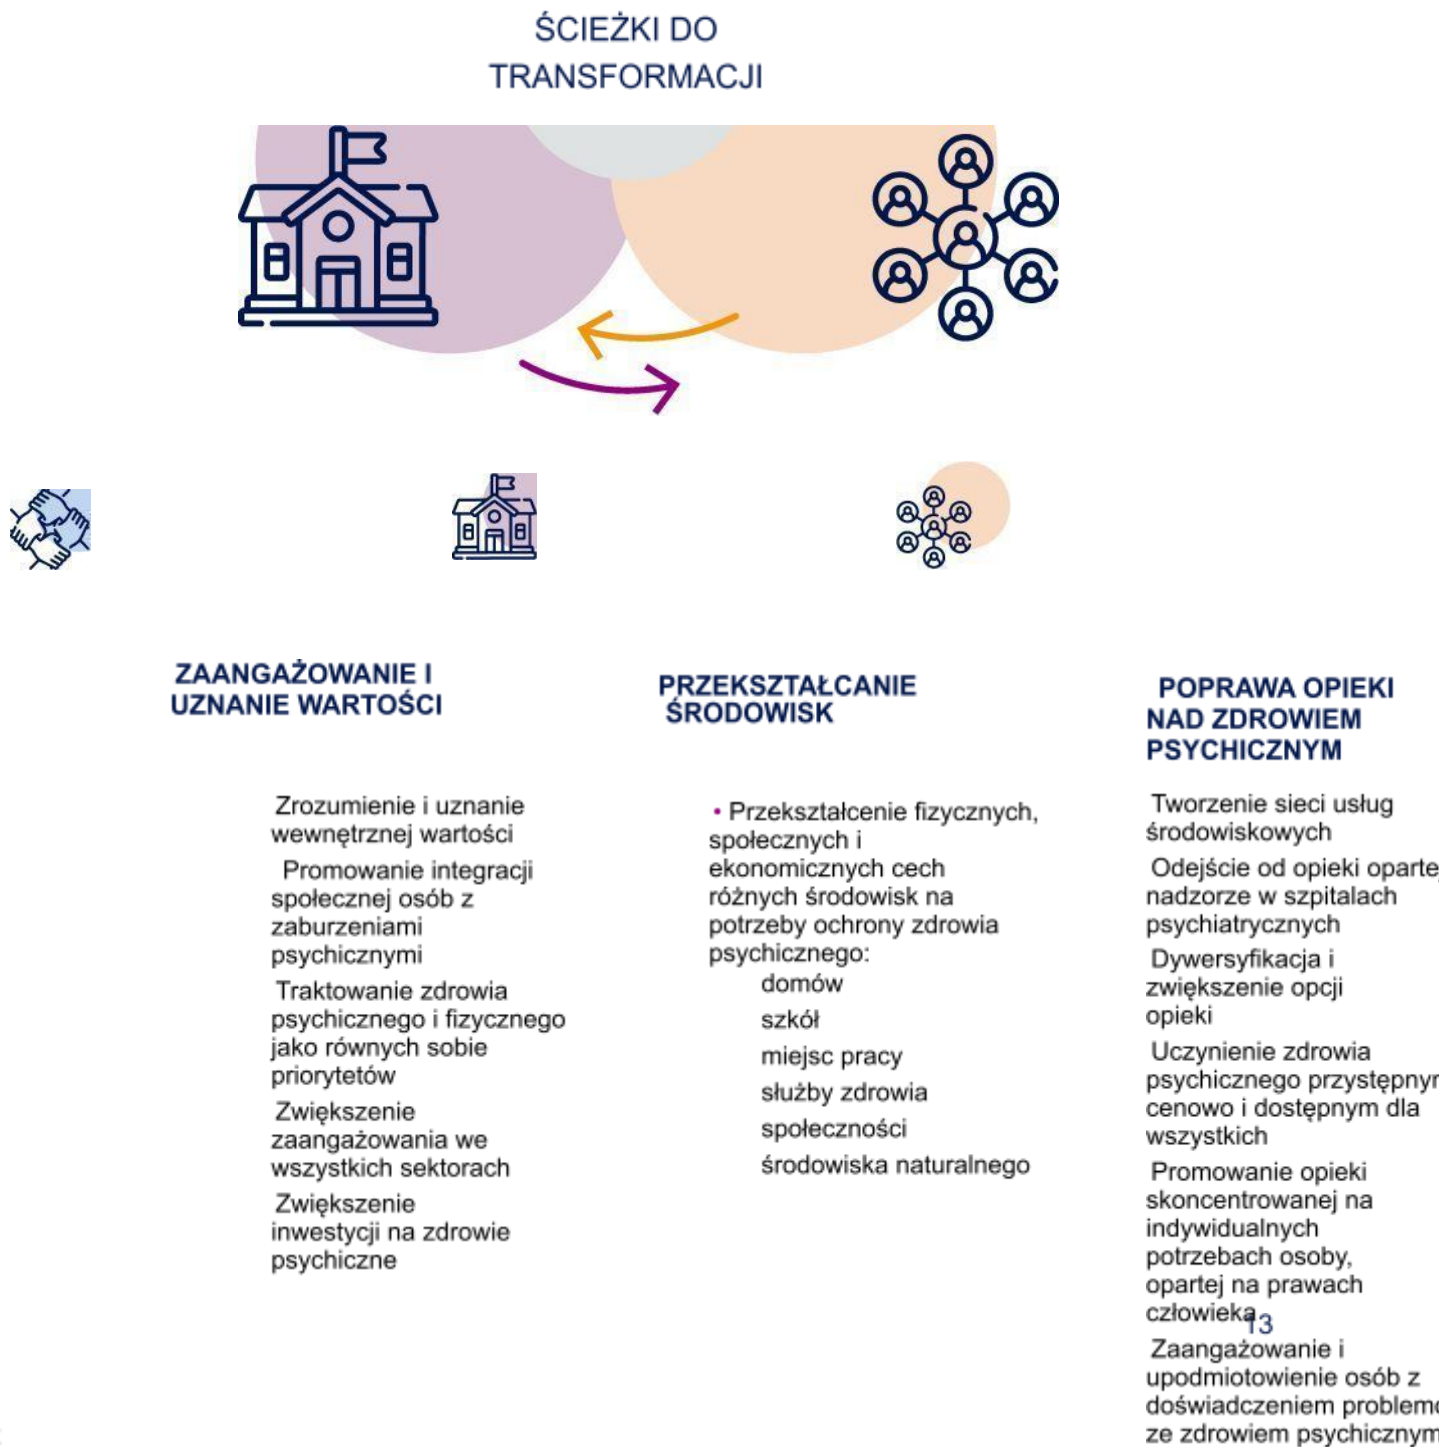 ŚCIEŻKI DO
TRANSFORMACJI
ZAANGAŻOWANIE I
UZNANIE WARTOŚCI
Zrozumienie i uznanie
wewnętrznej wartości
Promowanie integracji
społecznej osób z
zaburzeniami
psychicznymi
Traktowanie zdrowia
psychicznego i fizycznego
jako równych sobie
priorytetów
Zwiększenie
zaangażowania we
wszystkich sektorach
Zwiększenie
inwestycji na zdrowie
psychiczne
PRZEKSZTAŁCANIE
ŚRODOWISK
• Przekształcenie fizycznych,
społecznych i
ekonomicznych cech
różnych środowisk na
potrzeby ochrony zdrowia
psychicznego:
domów
szkół
miejsc pracy
służby zdrowia
społeczności
środowiska naturalnego
POPRAWA OPIEKI
NAD ZDROWIEM
PSYCHICZNYM
Tworzenie sieci usług
środowiskowych
Odejście od opieki opartej
nadzorze w szpitalach
psychiatrycznych
Dywersyfikacja i
zwiększenie opcji
opieki
Uczynienie zdrowia
psychicznego
cenowo i dostępnym dla
wszystkich
Promowanie opieki
skoncentrowanej na
indywidualnych
potrzebach osoby,
opartej na prawach
człowieka
13
Zaangażowanie i
upodmiotowienie osób z
doświadczeniem
ze zdrowiem psychicznym